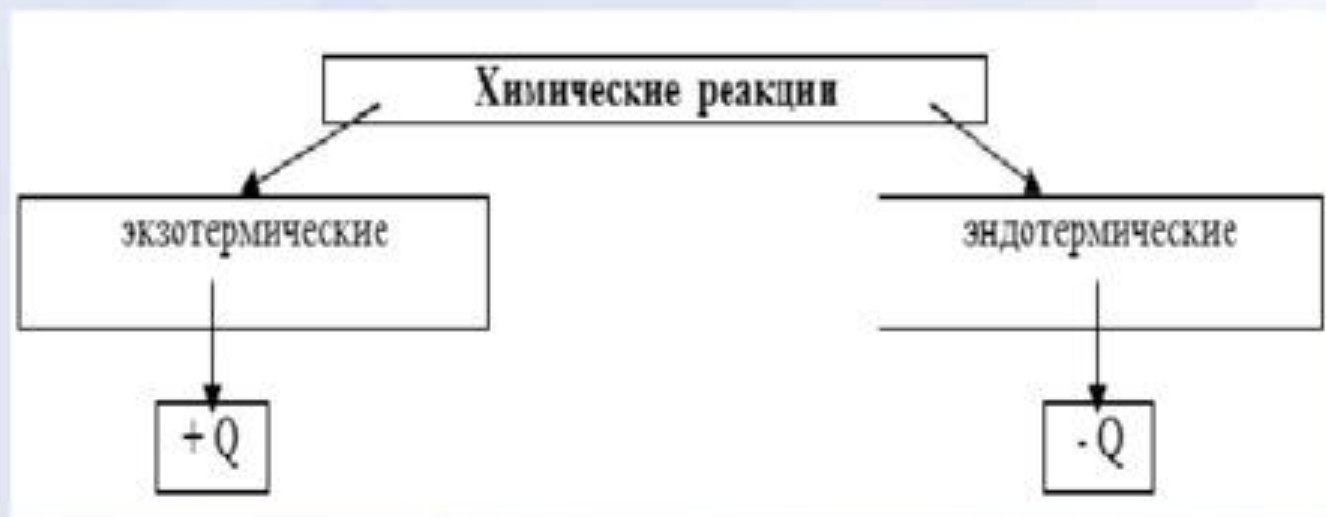 Химические реакции
экзотермические
эндотермические
+ Q
- Q